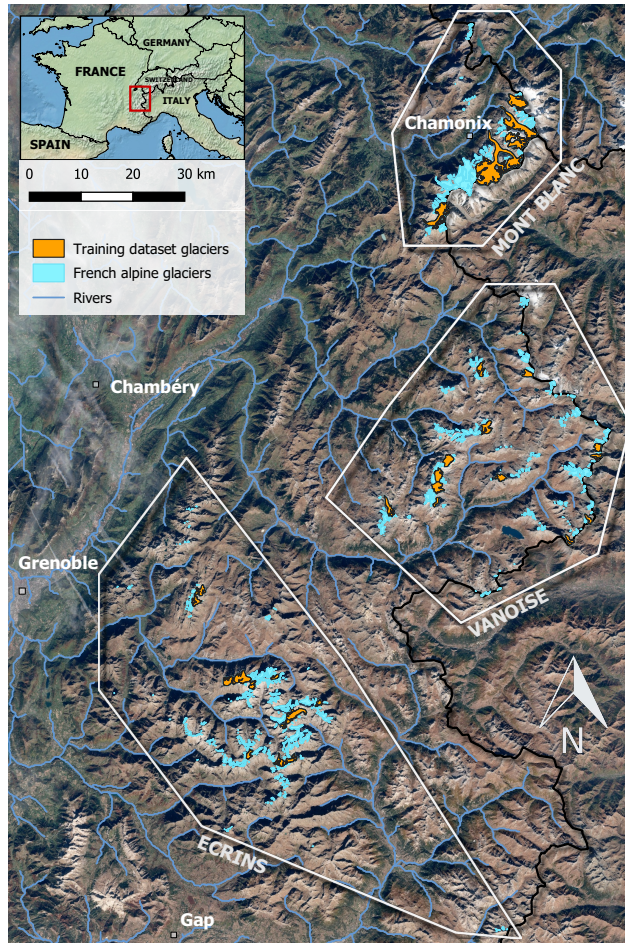 GERMANY
FRANCE
SWITZERLAND
ITALY
SPAIN
0 10 20 30 km
Training dataset glaciers
French alpine glaciers
Rivers
Chamonix
MONT BLANC
Chambéry
Grenoble
VANOISE
N
ECRINS
Gap